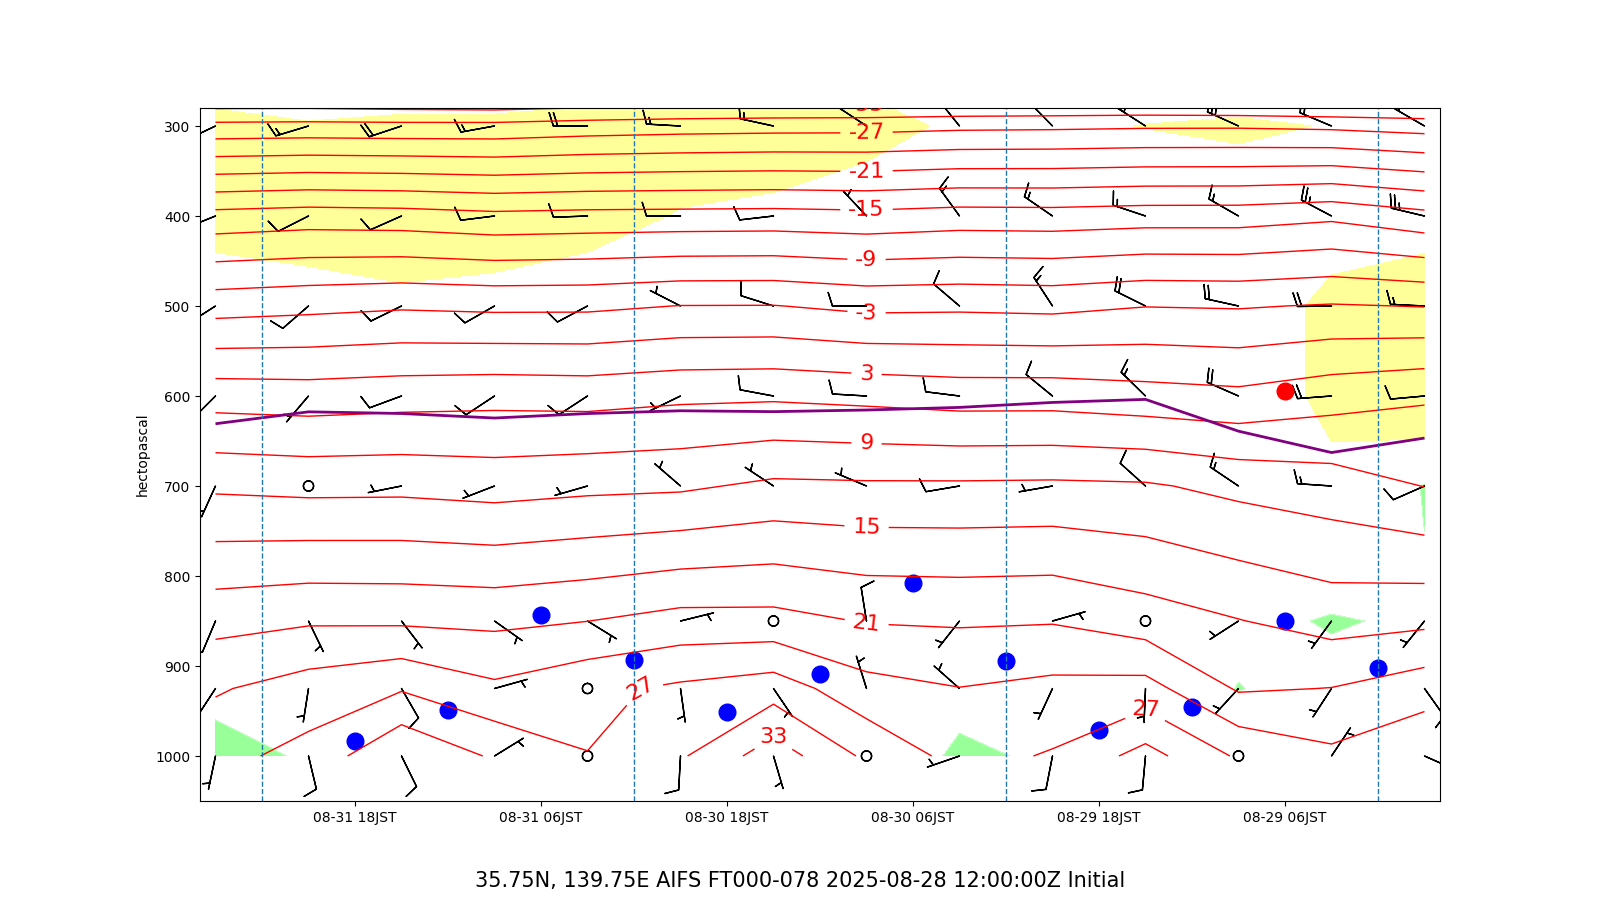 300
400
500
600
700
800
900
1000
hectopascal
-27
-21
-15
-9
-3
3
9
15
21
27
27
33
08-31 18JST
08-31 06JST
08-30 18JST
08-30 06JST
08-29 18JST
08-29 06JST
35.75N, 139.75E AIFS FT000-078 2025-08-28 12:00:00Z Initial